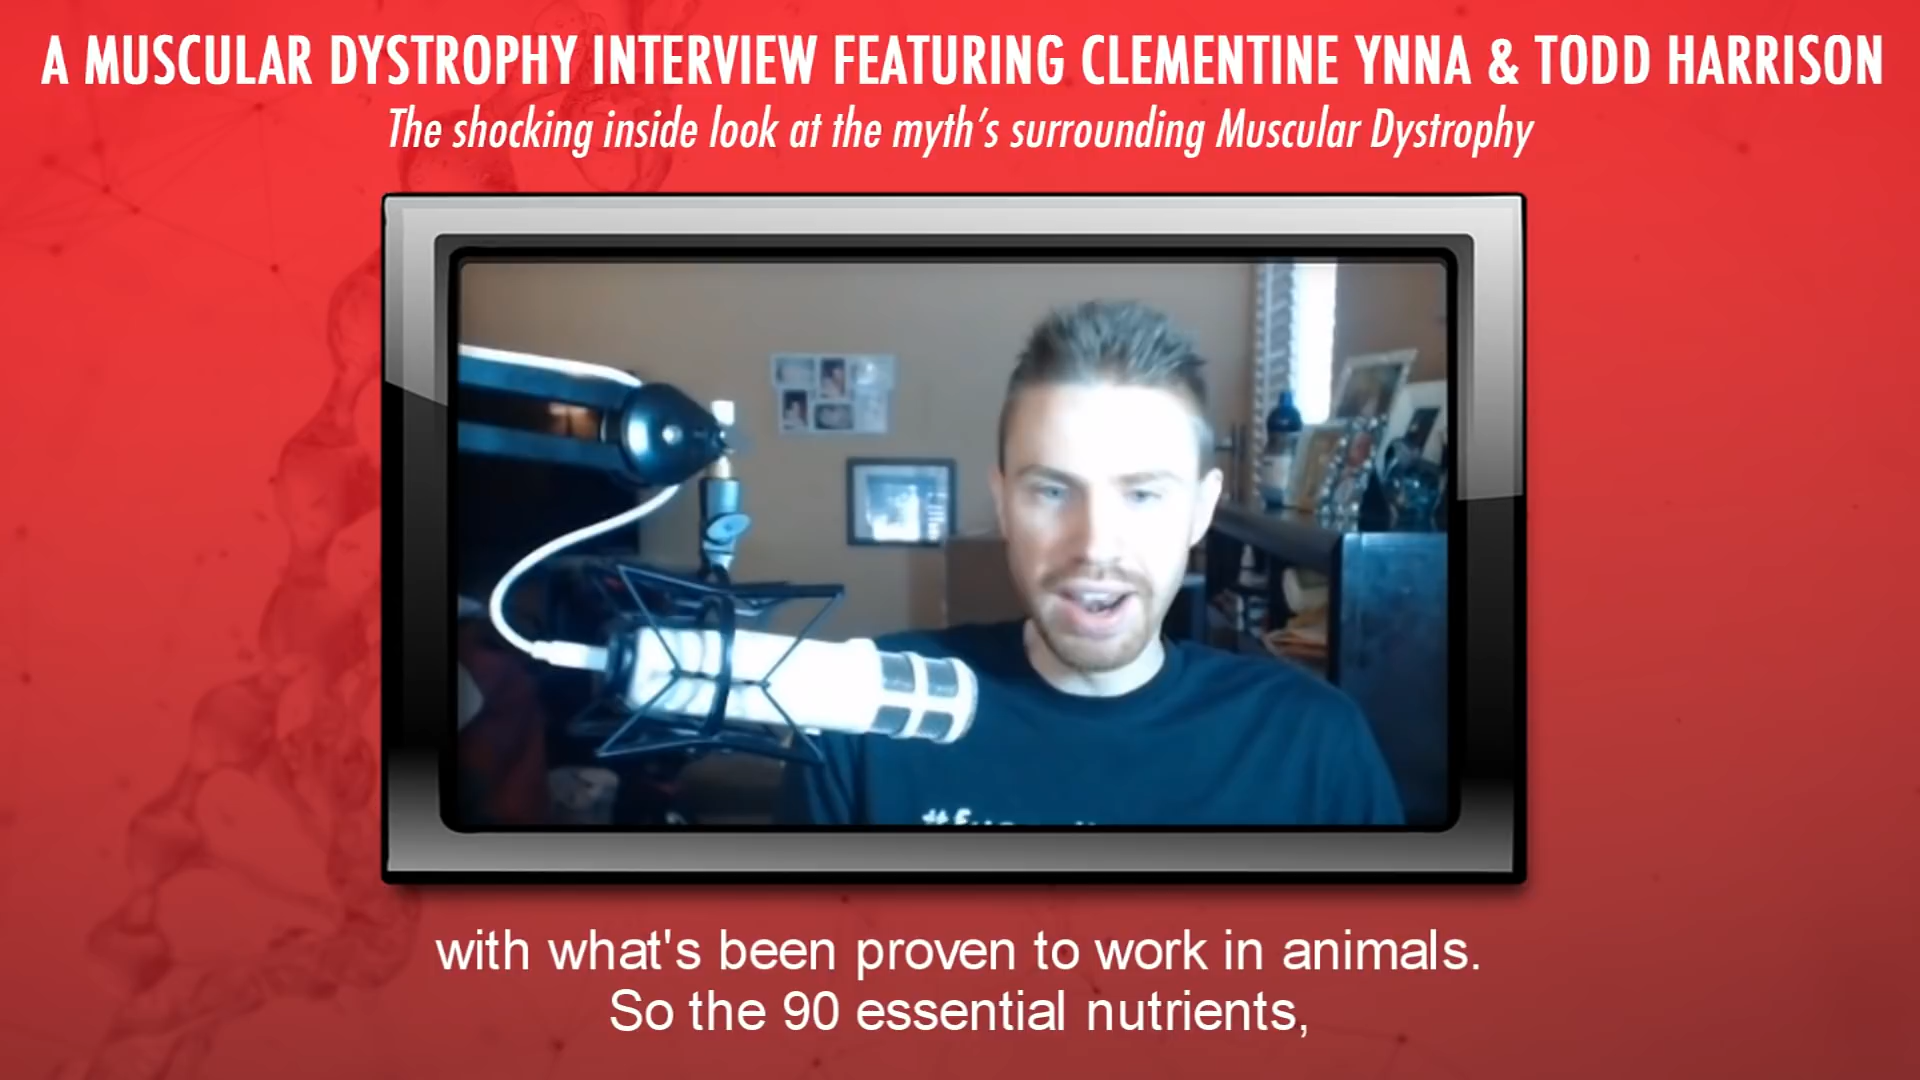 A MUSCULAR DYSTROPHY INTERVIEW FEATURING CLEMENTINE YNNA & TODD HARRISON
The shocking inside look at the myth's surrounding Muscular Dystrophy
with what's been proven to work in animals.
So the 90 essential nutrients,